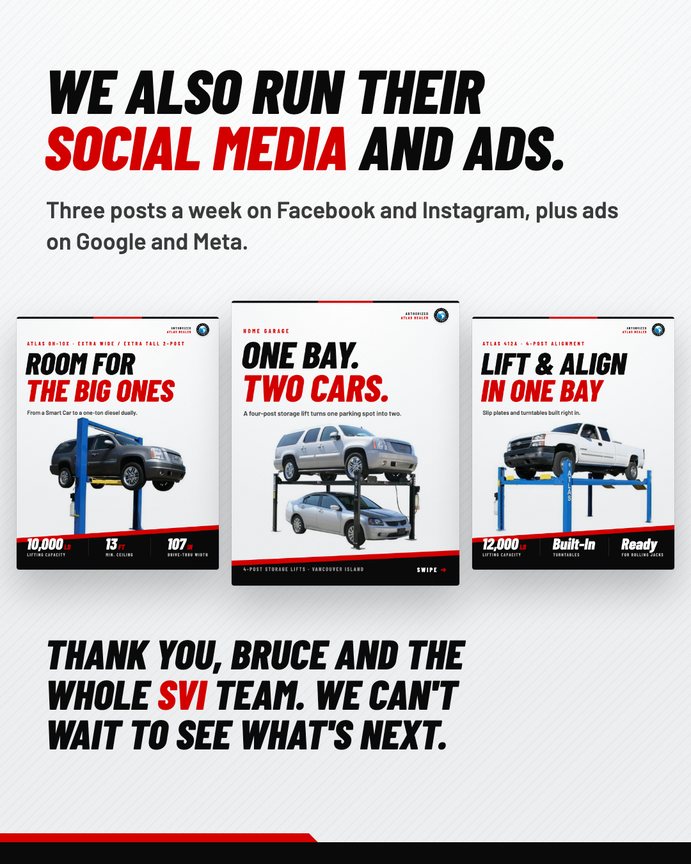 WE ALSO RUN THEIR
SOCIAL MEDIA AND ADS.
Three posts a week on Facebook and Instagram, plus ads
on Google and Meta.
AUTHORIZED
ATLAS DEALER
ATLAS OH-10X · EXTRA WIDE / EXTRA TALL 2-POST
ROOM FOR
THE BIG ONES
From a Smart Car to a one-ton diesel dually.
10,000 LB
LIFTING CAPACITY
13 FT
MIN. CEILING
107 IN
DRIVE-THRU WIDTH
AUTHORIZED
ATLAS DEALER
HOME GARAGE
ONE BAY.
TWO CARS.
A four-post storage lift turns one parking spot into two.
4-POST STORAGE LIFTS · VANCOUVER ISLAND
SWIPE
AUTHORIZED
ATLAS DEALER
ATLAS 412A · 4-POST ALIGNMENT
LIFT & ALIGN
IN ONE BAY
Slip plates and turntables built right in.
ATLAS
12,000 LB
LIFTING CAPACITY
Built-In
TURNTABLES
Ready
FOR ROLLING JACKS
THANK YOU, BRUCE AND THE
WHOLE SVI TEAM. WE CAN'T
WAIT TO SEE WHAT'S NEXT.